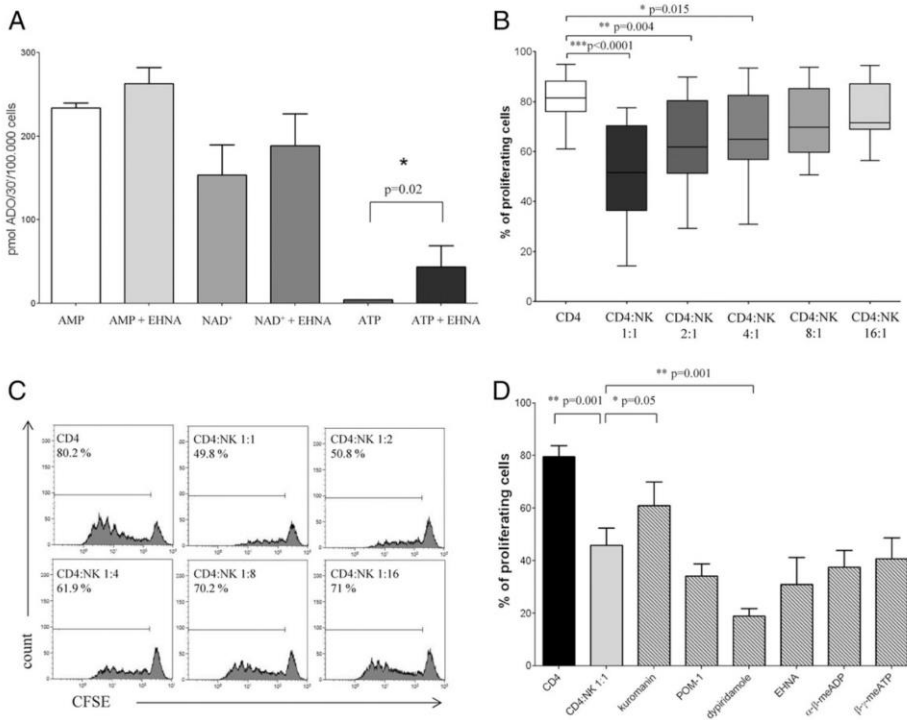 A
pmol ADO/30'/100.000 cells
300
200
100
0
*
p=0.02
AMP
AMP + EHNA
NAD⁺
NAD⁺ + EHNA
ATP
ATP + EHNA
B
* p=0.015
** p=0.004
***p<0.0001
% of proliferating cells
100
80
60
40
20
0
CD4
CD4:NK 1:1
CD4:NK 2:1
CD4:NK 4:1
CD4:NK 8:1
CD4:NK 16:1
C
count
CD4
80.2 %
CD4:NK 1:1
49.8 %
CD4:NK 1:2
50.8 %
CD4:NK 1:4
61.9 %
CD4:NK 1:8
70.2 %
CD4:NK 1:16
71 %
CFSE
D
** p=0.001
** p=0.001
* p=0.05
% of proliferating cells
100
80
60
40
20
0
CD4
CD4:NK 1:1
kuromanin
POM-1
dypiridamole
EHNA
α-β-meADP
β-γ-meATP